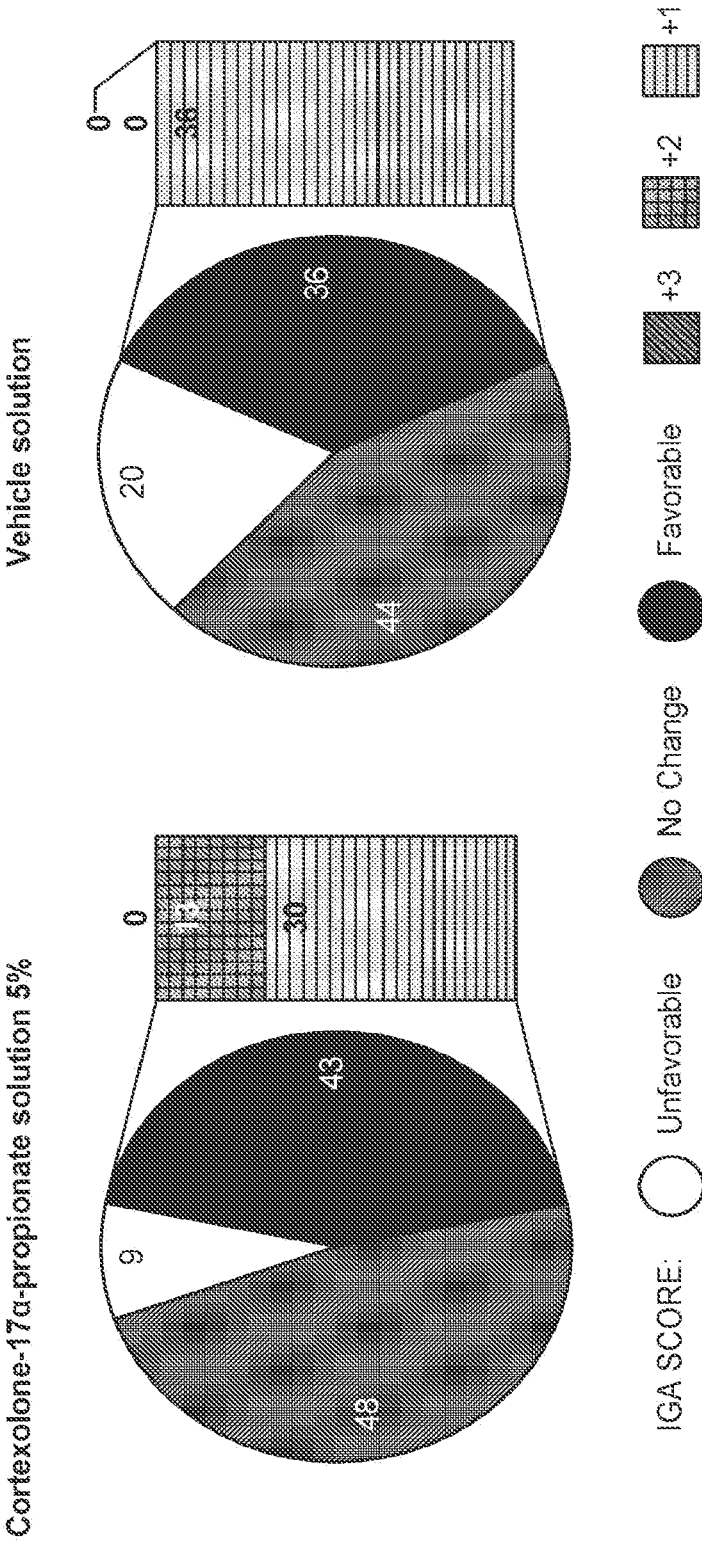 Cortexolone-17α-propionate solution 5%
9
43
48
0
13
30
Vehicle solution
20
36
44
0
0
36
IGA SCORE:
Unfavorable
No Change
Favorable
+3
+2
+1